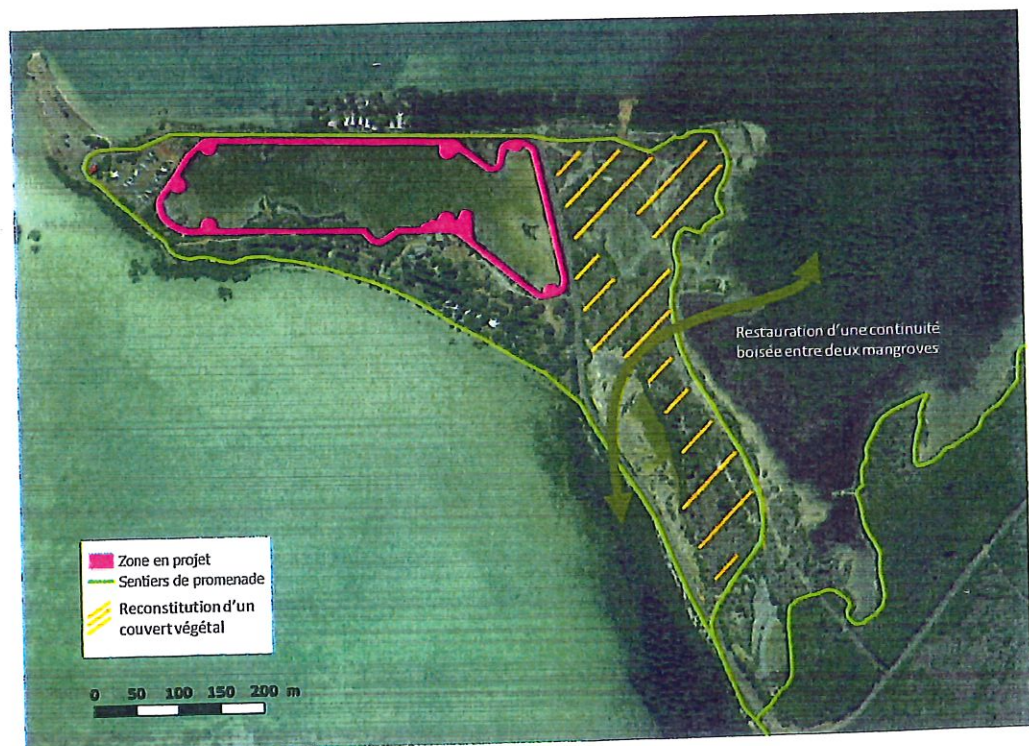 Restauration d'une continuité
boisée entre deux mangroves
Zone en projet
Sentiers de promenade
Reconstitution d'un
couvert végétal
0 50 100 150 200 m